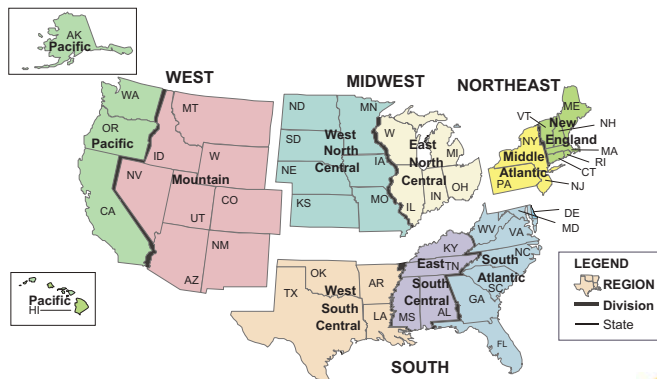 AK
Pacific
WEST
MIDWEST
NORTHEAST
WA
MT
ND
MN
VT
ME
OR
Pacific
ID
SD
West
North
Central
W
East
North
Central
MI
NY
New
England
NH
MA
RI
CT
NV
W
Mountain
NE
IA
Middle
Atlantic
PA
NJ
CA
UT
CO
KS
MO
IL
IN
OH
DE
MD
WV
VA
AZ
NM
OK
AR
KY
TN
NC
East
South
Central
South
Atlantic
SC
TX
West
South
Central
LA
MS
AL
GA
FL
Pacific
HI
SOUTH
LEGEND
REGION
Division
State